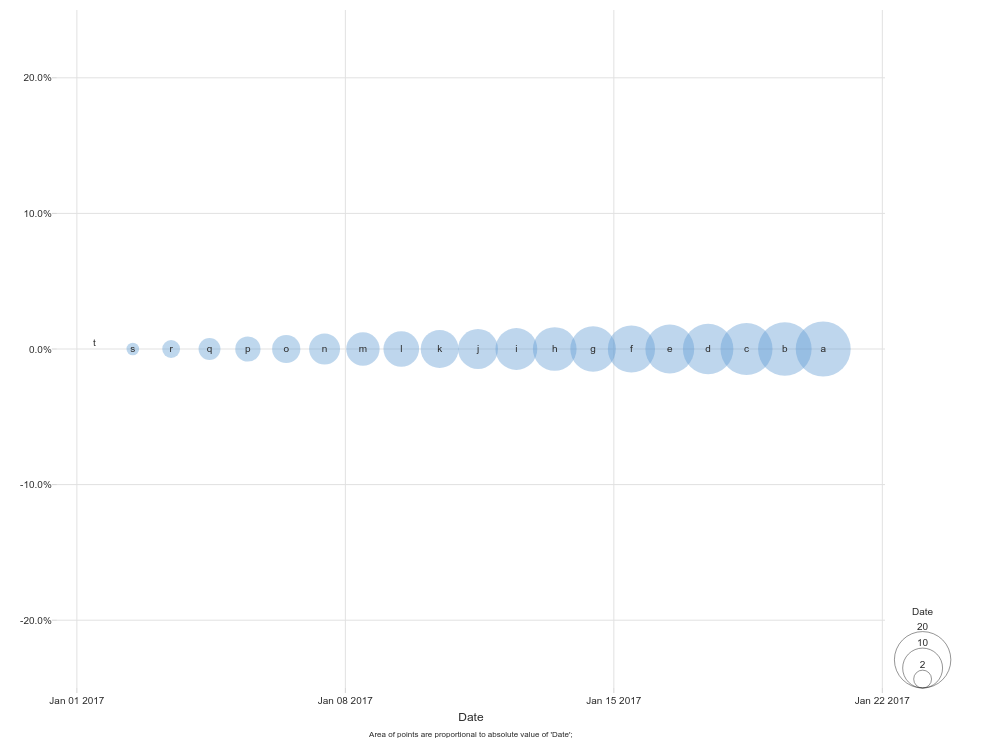 20.0%
10.0%
t
0.0% s r q p o n m l k j i h g f e d c b a
-10.0%
-20.0%
Date
20
10
2
Jan 01 2017 Jan 08 2017 Jan 15 2017 Jan 22 2017
Date
Area of points are proportional to absolute value of 'Date';